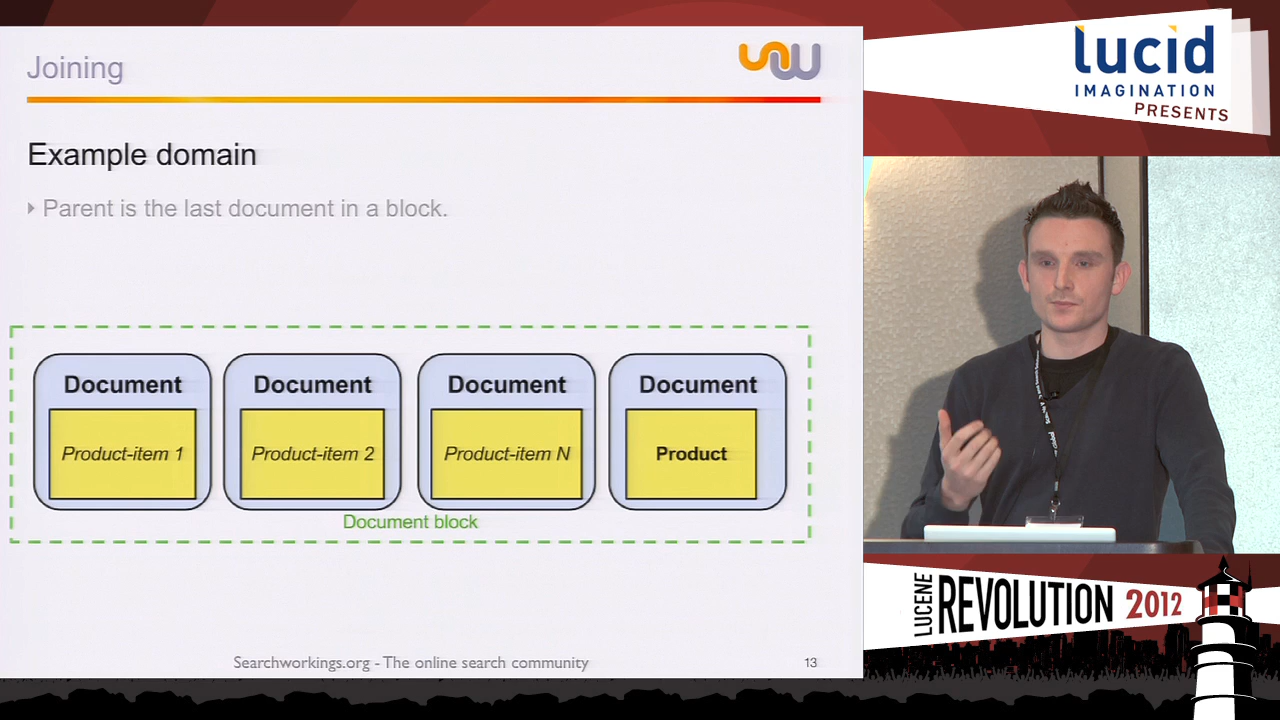 Joining
Example domain
Parent is the last document in a block.
Document
Document
Document
Document
Product-item 1
Product-item 2
Product-item N
Product
Document block
Searchworkings.org - The online search community
13
lucid
IMAGINATION
PRESENTS
LUCENE
REVOLUTION 2012